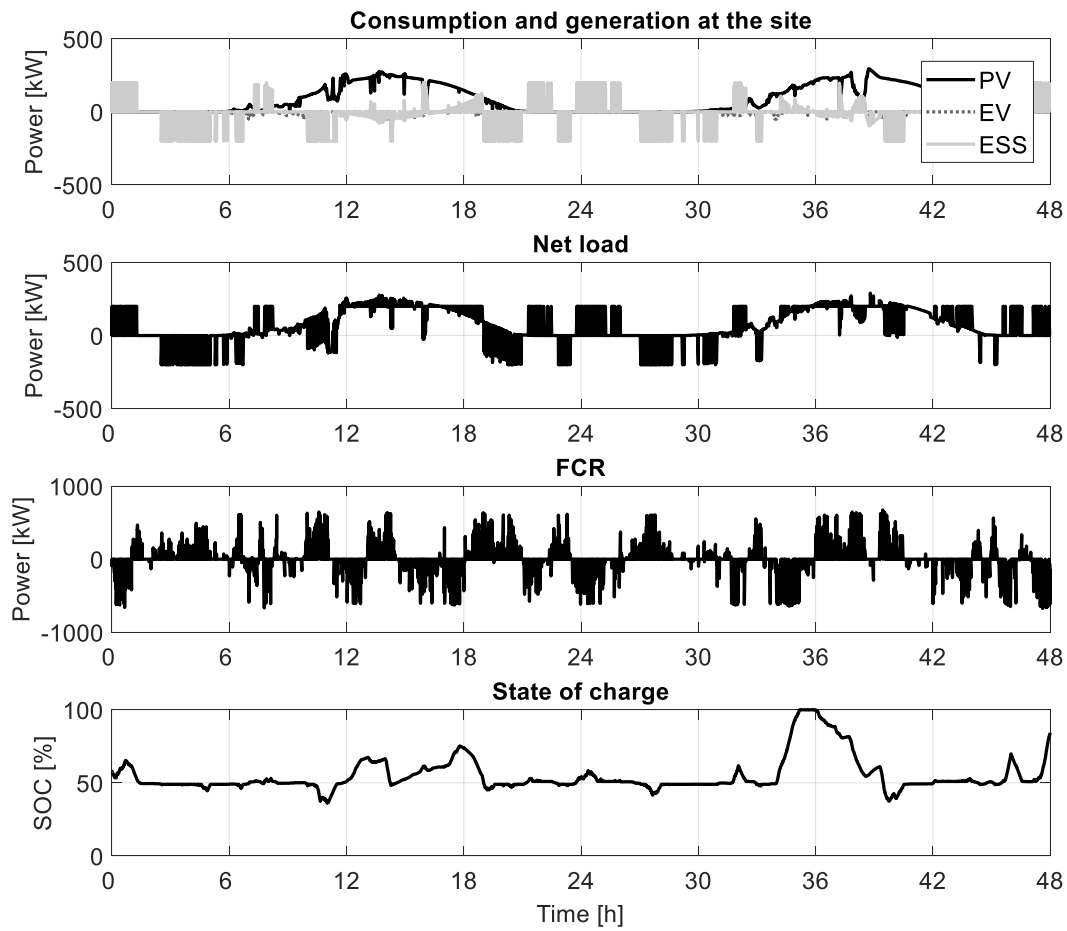 Consumption and generation at the site
500
0
-500
Power [kW]
PV
EV
ESS
0 6 12 18 24 30 36 42 48
Net load
500
0
-500
Power [kW]
0 6 12 18 24 30 36 42 48
FCR
1000
0
-1000
Power [kW]
0 6 12 18 24 30 36 42 48
State of charge
100
50
0
SOC [%]
0 6 12 18 24 30 36 42 48
Time [h]